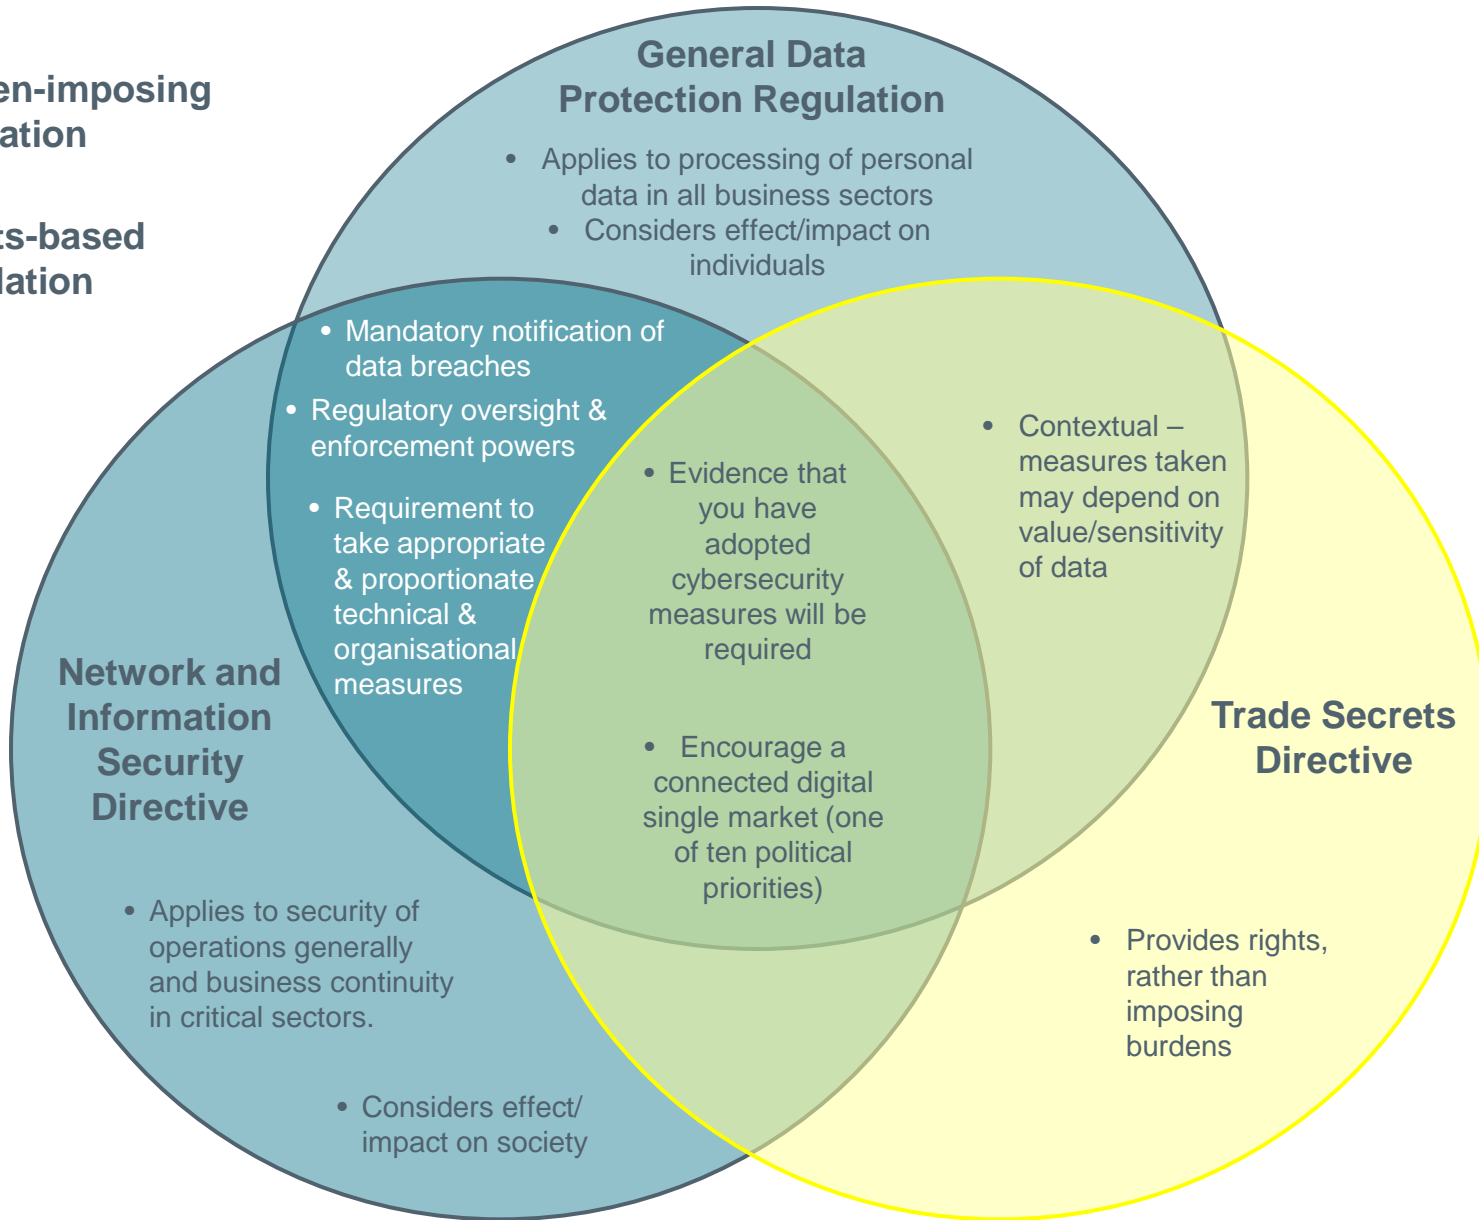 en-imposing
ation
ts-based
lation
General Data
Protection Regulation
• Applies to processing of personal
data in all business sectors
• Considers effect/impact on
individuals
• Mandatory notification of
data breaches
• Regulatory oversight &
enforcement powers
• Requirement to
take appropriate
& proportionate
technical &
organisational
measures
• Evidence that
you have
adopted
cybersecurity
measures will be
required
• Encourage a
connected digital
single market (one
of ten political
priorities)
• Contextual –
measures taken
may depend on
value/sensitivity
of data
Network and
Information
Security
Directive
• Applies to security of
operations generally
and business continuity
in critical sectors.
• Considers effect/
impact on society
Trade Secrets
Directive
• Provides rights,
rather than
imposing
burdens